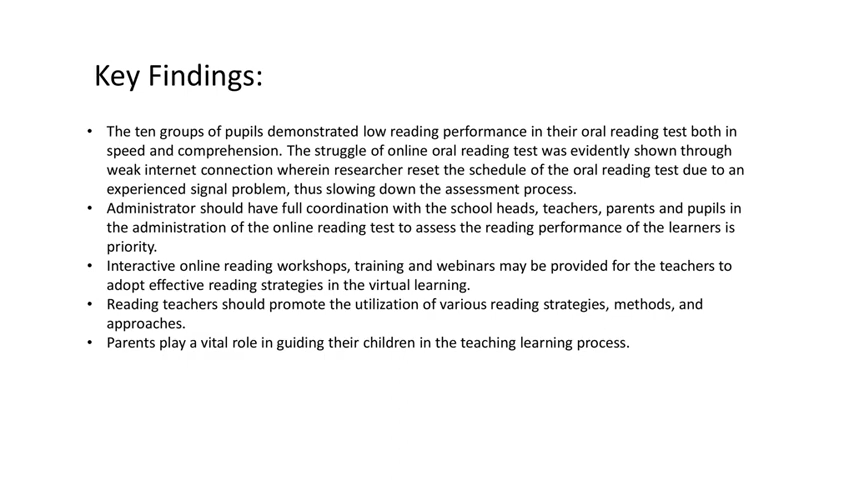 Key Findings:
• The ten groups of pupils demonstrated low reading performance in their oral reading test both in
speed and comprehension. The struggle of online oral reading test was evidently shown through
weak internet connection wherein researcher reset the schedule of the oral reading test due to an
experienced signal problem, thus slowing down the assessment process.
• Administrator should have full coordination with the school heads, teachers, parents and pupils in
the administration of the online reading test to assess the reading performance of the learners is
priority.
• Interactive online reading workshops, training and webinars may be provided for the teachers to
adopt effective reading strategies in the virtual learning.
• Reading teachers should promote the utilization of various reading strategies, methods, and
approaches.
• Parents play a vital role in guiding their children in the teaching learning process.